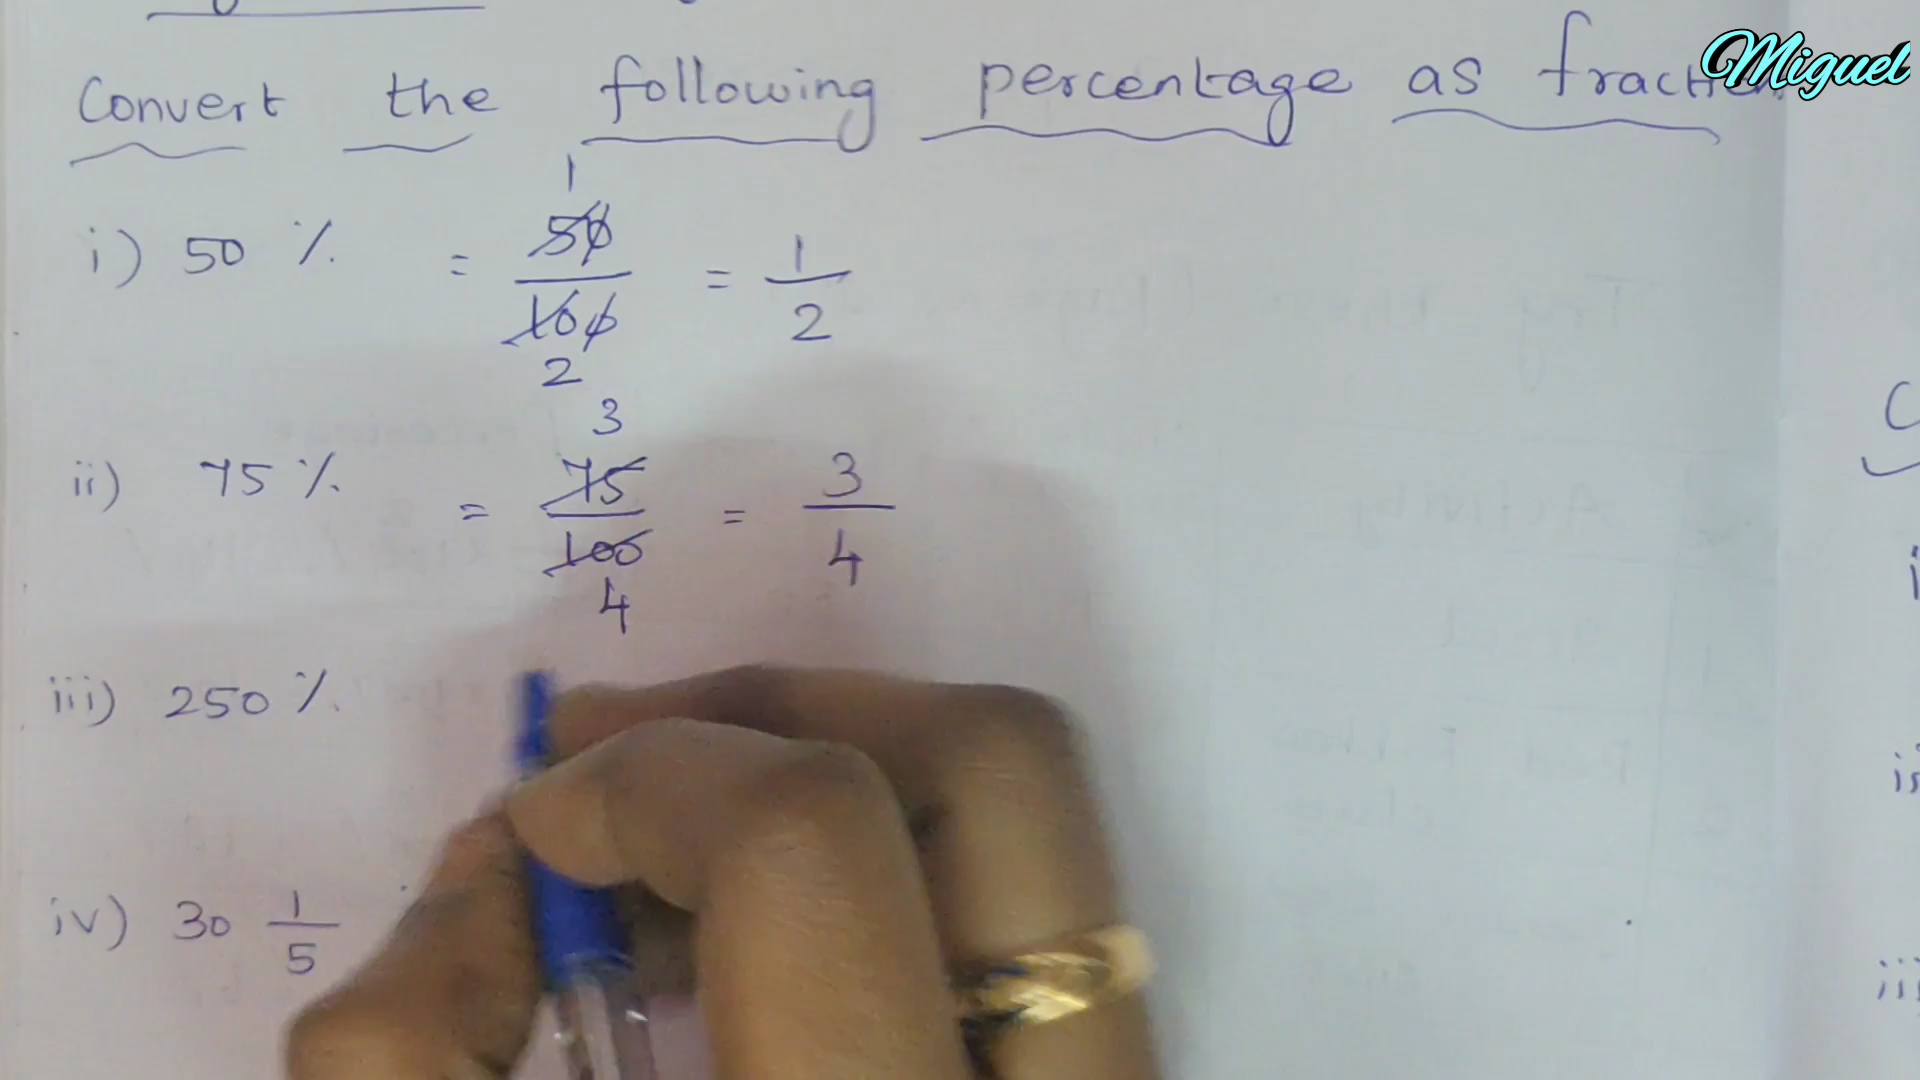 Convert the following percentage as fraction
Miguel
i) 50 % = 50/100 = 1/2
1
2
ii) 75 % = 75/100 = 3/4
3
4
iii) 250 %
iv) 30 1/5